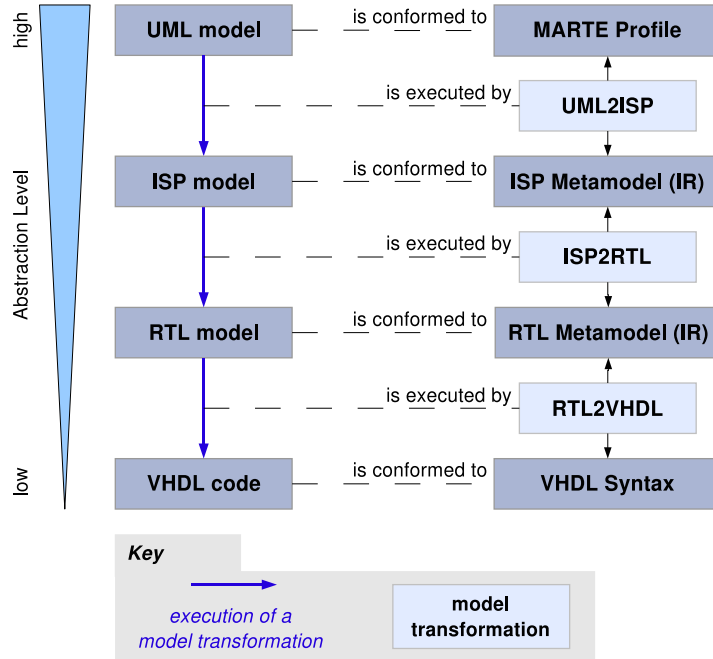 high
UML model
is conformed to
MARTE Profile
is executed by
UML2ISP
Abstraction Level
ISP model
is conformed to
ISP Metamodel (IR)
is executed by
ISP2RTL
RTL model
is conformed to
RTL Metamodel (IR)
is executed by
RTL2VHDL
low
VHDL code
is conformed to
VHDL Syntax
Key
execution of a
model transformation
model
transformation